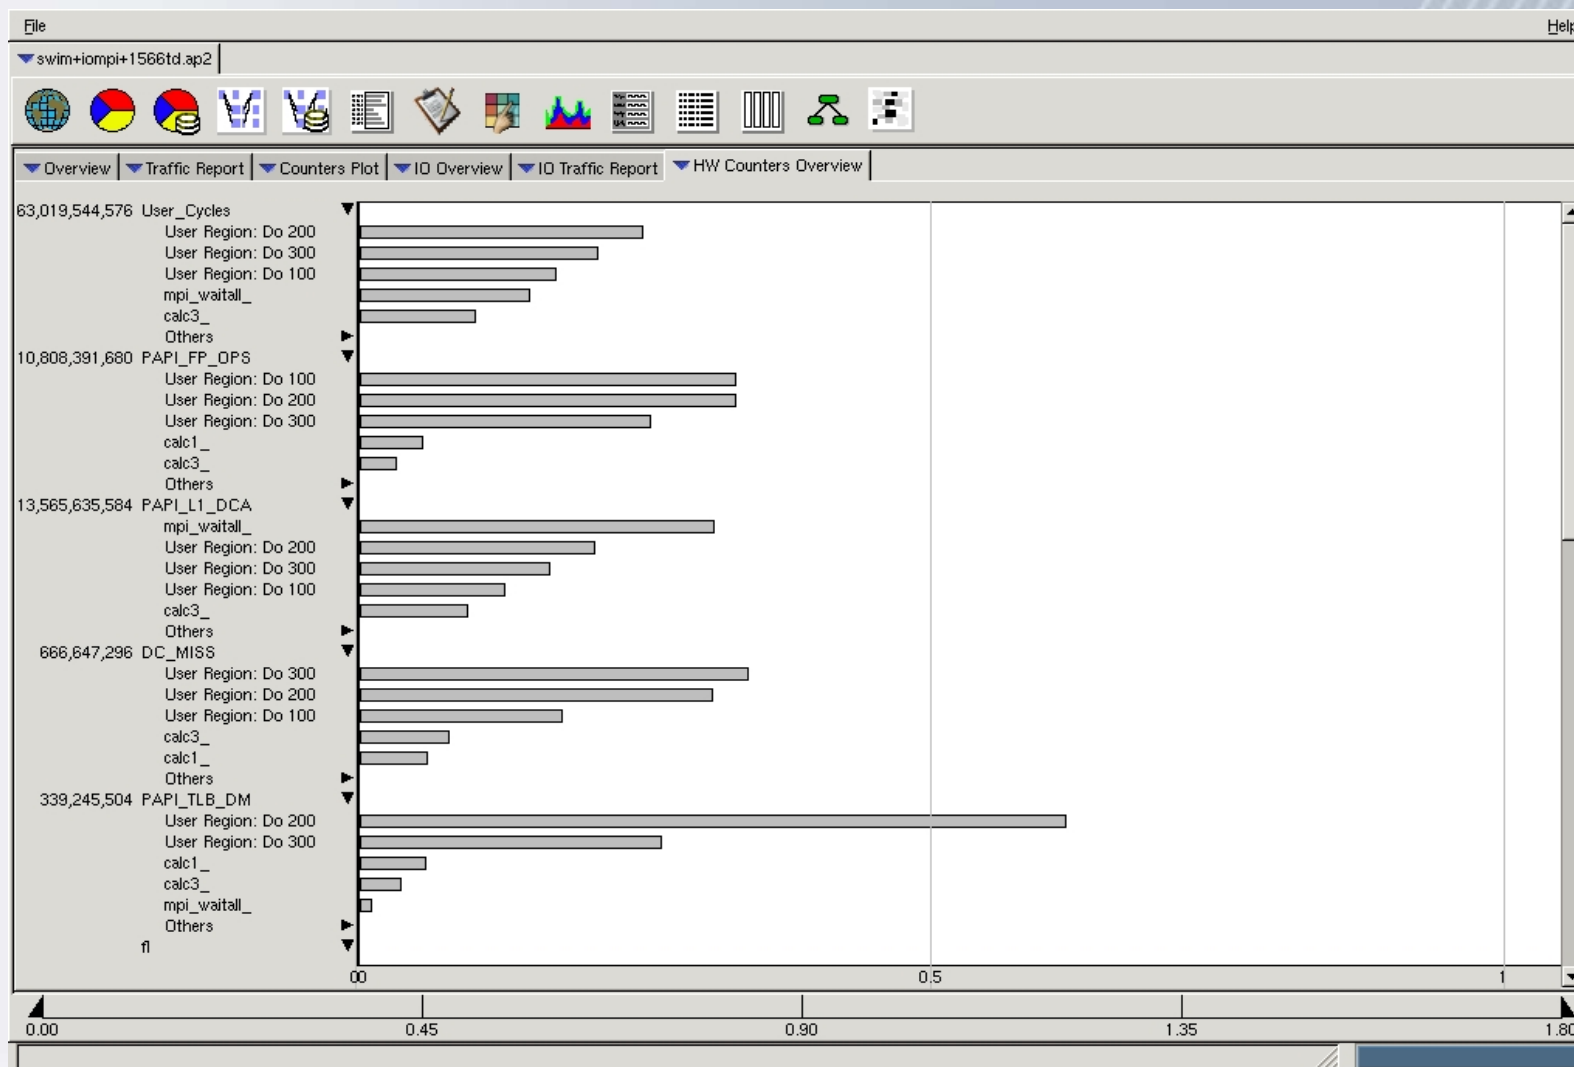 File Help
swim+iompi+1566td.ap2
Overview Traffic Report Counters Plot IO Overview IO Traffic Report HW Counters Overview
63,019,544,576 User_Cycles
User Region: Do 200
User Region: Do 300
User Region: Do 100
mpi_waitall_
calc3_
Others
10,808,391,680 PAPI_FP_OPS
User Region: Do 100
User Region: Do 200
User Region: Do 300
calc1_
calc3_
Others
13,565,635,584 PAPI_L1_DCA
mpi_waitall_
User Region: Do 200
User Region: Do 300
User Region: Do 100
calc3_
Others
666,647,296 DC_MISS
User Region: Do 300
User Region: Do 200
User Region: Do 100
calc3_
calc1_
Others
339,245,504 PAPI_TLB_DM
User Region: Do 200
User Region: Do 300
calc1_
calc3_
mpi_waitall_
Others
fl
00 0.5 1
0.00 0.45 0.90 1.35 1.80